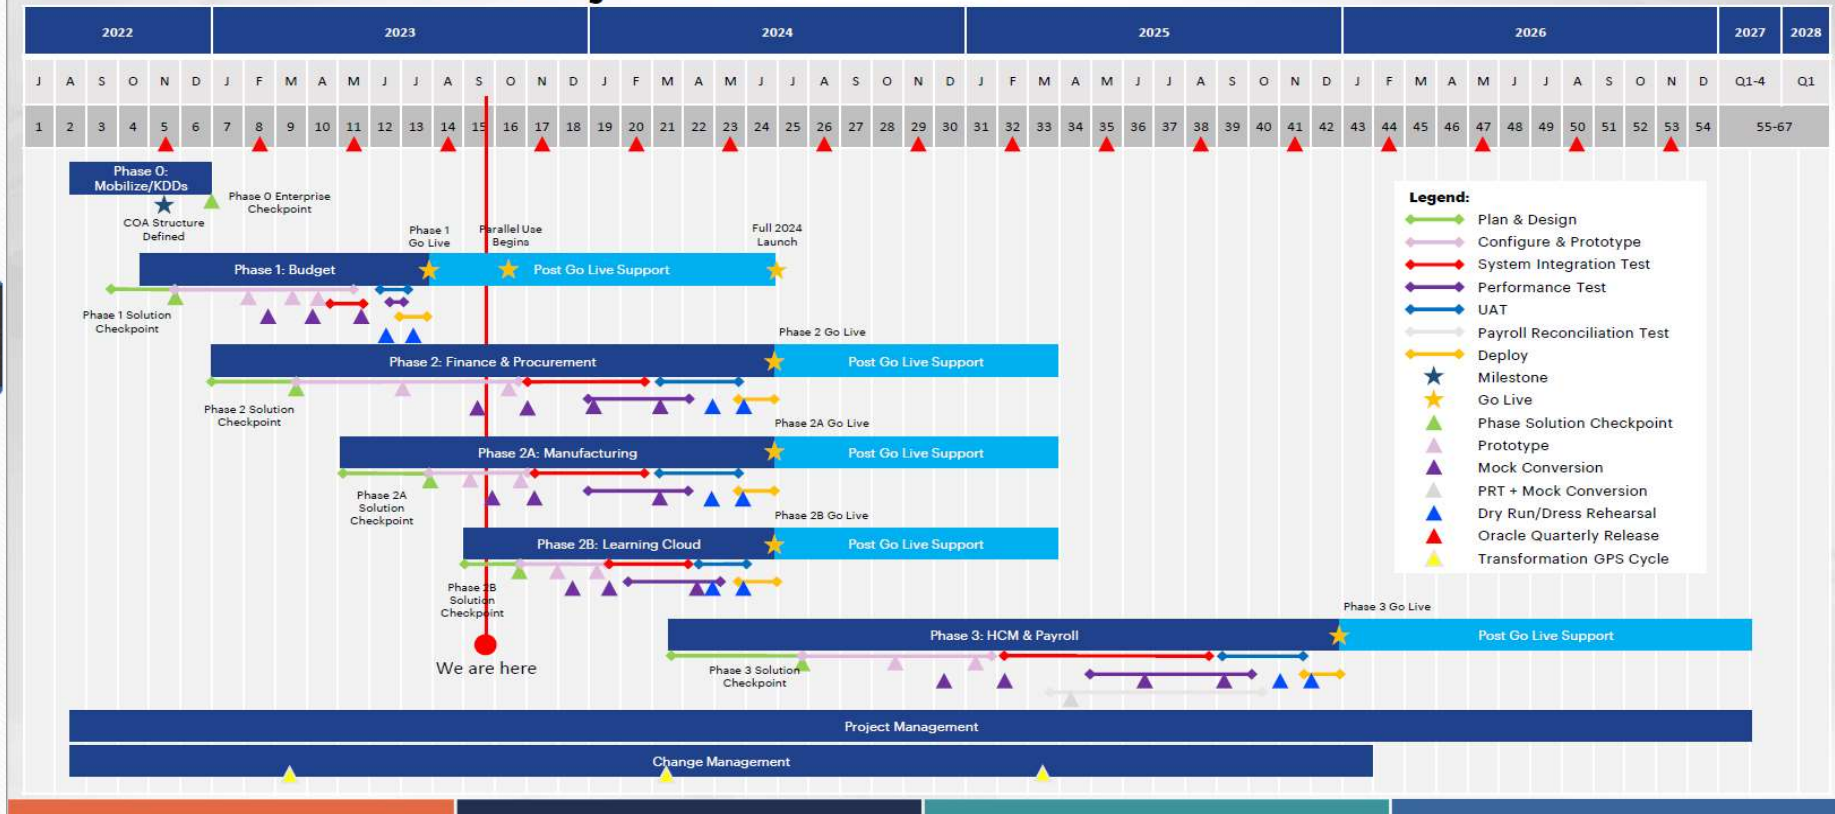 2022 2023 2024 2025 2026 2027 2028
J A S O N D J F M A M J J A S O N D J F M A M J J A S O N D J F M A M J J A S O N D J F M A M J J A S O N D Q1-4 Q1
1 2 3 4 5 6 7 8 9 10 11 12 13 14 15 16 17 18 19 20 21 22 23 24 25 26 27 28 29 30 31 32 33 34 35 36 37 38 39 40 41 42 43 44 45 46 47 48 49 50 51 52 53 54 55-67
Phase 0:
Mobilize/KDDs
Phase 0 Enterprise
Checkpoint
COA Structure
Defined
Phase 1
Go Live
Parallel Use
Begins
Full 2024
Launch
Phase 1: Budget
Post Go Live Support
Phase 1 Solution
Checkpoint
Phase 2 Go Live
Phase 2: Finance & Procurement
Post Go Live Support
Phase 2 Solution
Checkpoint
Phase 2A Go Live
Phase 2A: Manufacturing
Post Go Live Support
Phase 2A
Solution
Checkpoint
Phase 2B Go Live
Phase 2B: Learning Cloud
Post Go Live Support
Phase 2B
Solution
Checkpoint
We are here
Phase 3 Go Live
Phase 3: HCM & Payroll
Post Go Live Support
Phase 3 Solution
Checkpoint
Project Management
Change Management
Legend:
Plan & Design
Configure & Prototype
System Integration Test
Performance Test
UAT
Payroll Reconciliation Test
Deploy
Milestone
Go Live
Phase Solution Checkpoint
Prototype
Mock Conversion
PRT + Mock Conversion
Dry Run/Dress Rehearsal
Oracle Quarterly Release
Transformation GPS Cycle